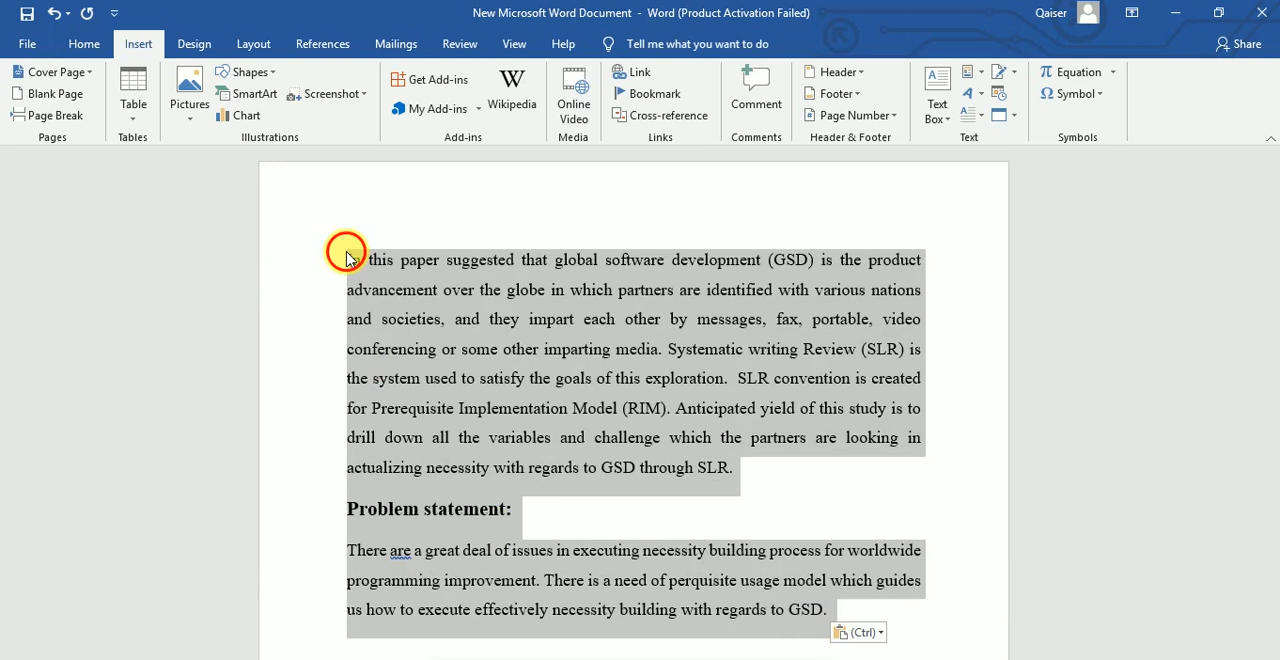 New Microsoft Word Document - Word (Product Activation Failed)
Qaiser
File Home Insert Design Layout References Mailings Review View Help Tell me what you want to do Share
Cover Page
Blank Page
Page Break
Pages
Table
Tables
Pictures
Shapes
SmartArt
Chart
Screenshot
Illustrations
Get Add-ins
My Add-ins
Wikipedia
Add-ins
Online
Video
Media
Link
Bookmark
Cross-reference
Links
Comment
Comments
Header
Footer
Page Number
Header & Footer
Text
Box
Text
Equation
Symbol
Symbols
this paper suggested that global software development (GSD) is the product
advancement over the globe in which partners are identified with various nations
and societies, and they impart each other by messages, fax, portable, video
conferencing or some other imparting media. Systematic writing Review (SLR) is
the system used to satisfy the goals of this exploration. SLR convention is created
for Prerequisite Implementation Model (RIM). Anticipated yield of this study is to
drill down all the variables and challenge which the partners are looking in
actualizing necessity with regards to GSD through SLR.
Problem statement:
There are a great deal of issues in executing necessity building process for worldwide
programming improvement. There is a need of perquisite usage model which guides
us how to execute effectively necessity building with regards to GSD.
(Ctrl)